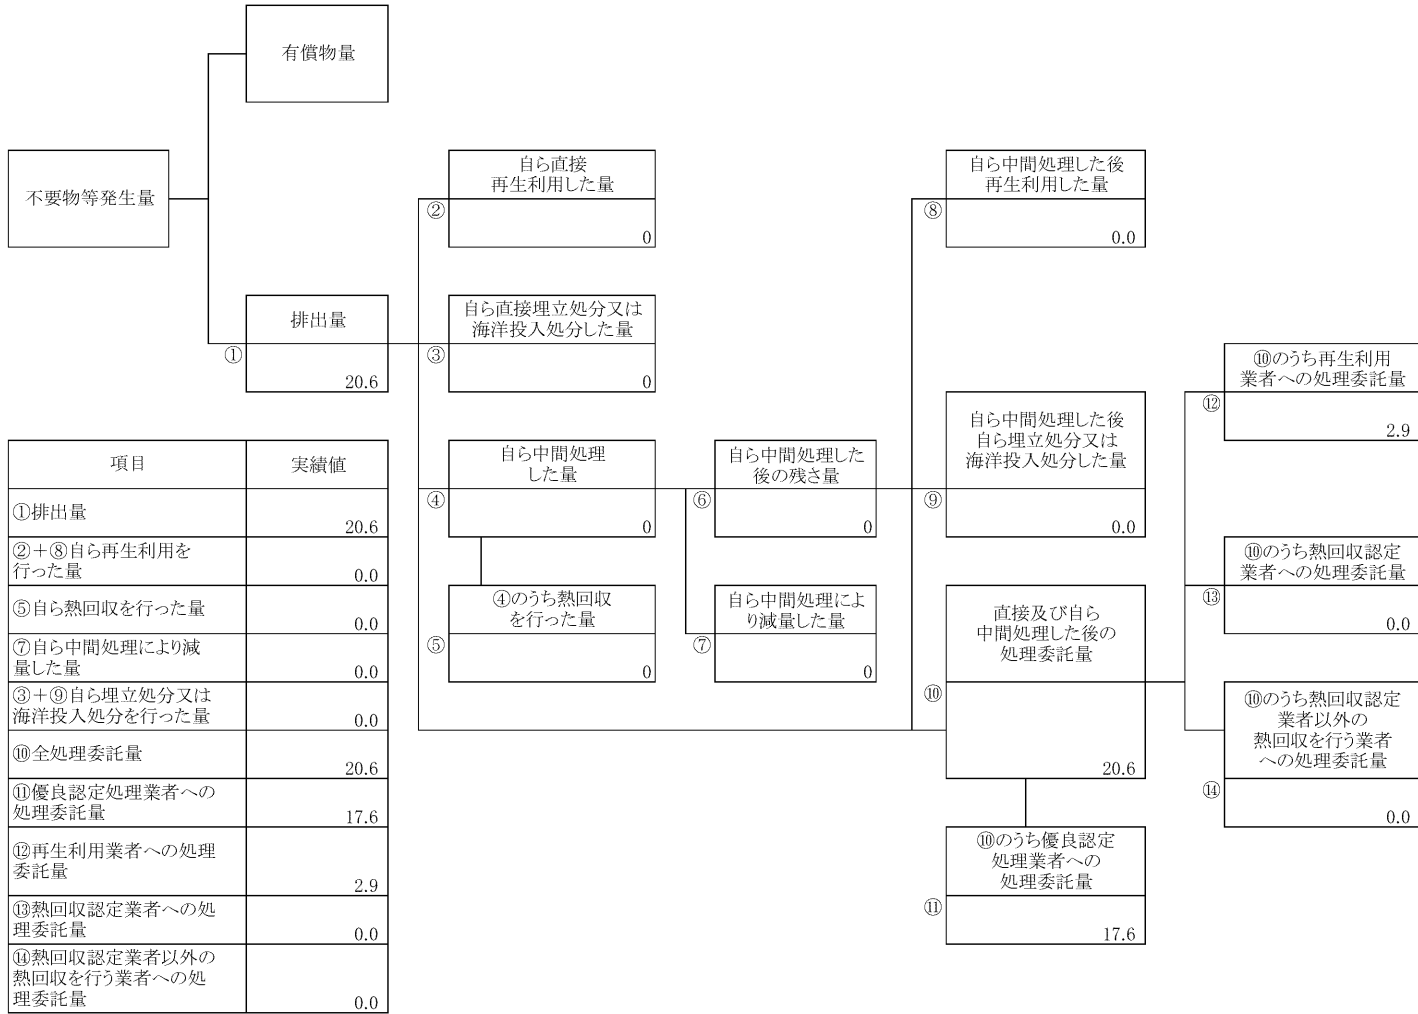 有償物量
不要物等発生量
排出量
①
20.6
自ら直接
再生利用した量
②
0
自ら直接埋立処分又は
海洋投入処分した量
③
0
自ら中間処理
した量
④
0
④のうち熱回収
を行った量
⑤
0
自ら中間処理した
後の残さ量
⑥
0
自ら中間処理によ
り減量した量
⑦
0
自ら中間処理した後
再生利用した量
⑧
0.0
自ら中間処理した後
自ら埋立処分又は
海洋投入処分した量
⑨
0.0
直接及び自ら
中間処理した後の
処理委託量
⑩
20.6
⑩のうち優良認定
処理業者への
処理委託量
⑪
17.6
⑩のうち再生利用
業者への処理委託量
⑫
2.9
⑩のうち熱回収認定
業者への処理委託量
⑬
0.0
⑩のうち熱回収認定
業者以外の
熱回収を行う業者
への処理委託量
⑭
0.0
項目 実績値
①排出量
20.6
②＋⑧自ら再生利用を
行った量
0.0
⑤自ら熱回収を行った量
0.0
⑦自ら中間処理により減
量した量
0.0
③＋⑨自ら埋立処分又は
海洋投入処分を行った量
0.0
⑩全処理委託量
20.6
⑪優良認定処理業者への
処理委託量
17.6
⑫再生利用業者への処理
委託量
2.9
⑬熱回収認定業者への処
理委託量
0.0
⑭熱回収認定業者以外の
熱回収を行う業者への処
理委託量
0.0